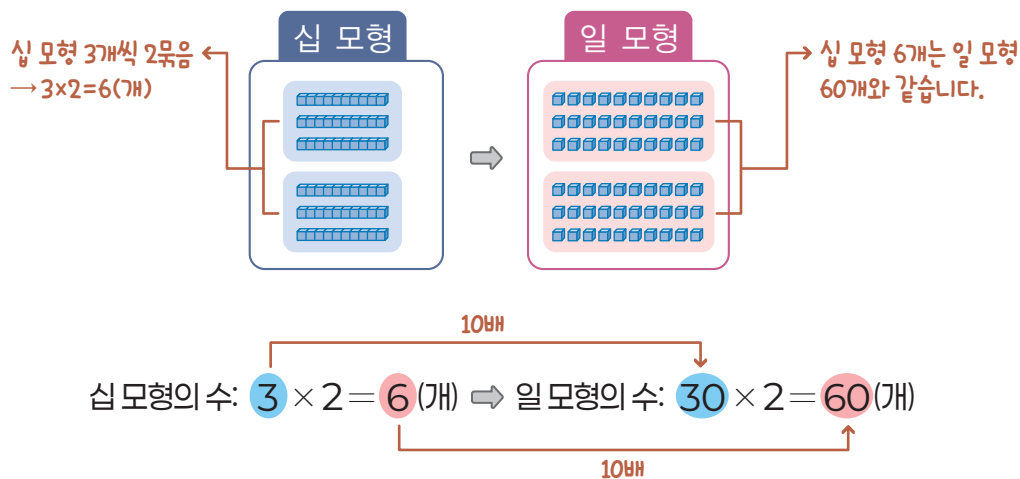 십 모형
일 모형
십 모형 3개씩 2묶음
→3×2=6(개)
십 모형 6개는 일 모형
60개와 같습니다.
10배
십 모형의 수: 3×2=6(개) ⇨ 일 모형의 수: 30×2=60(개)
10배